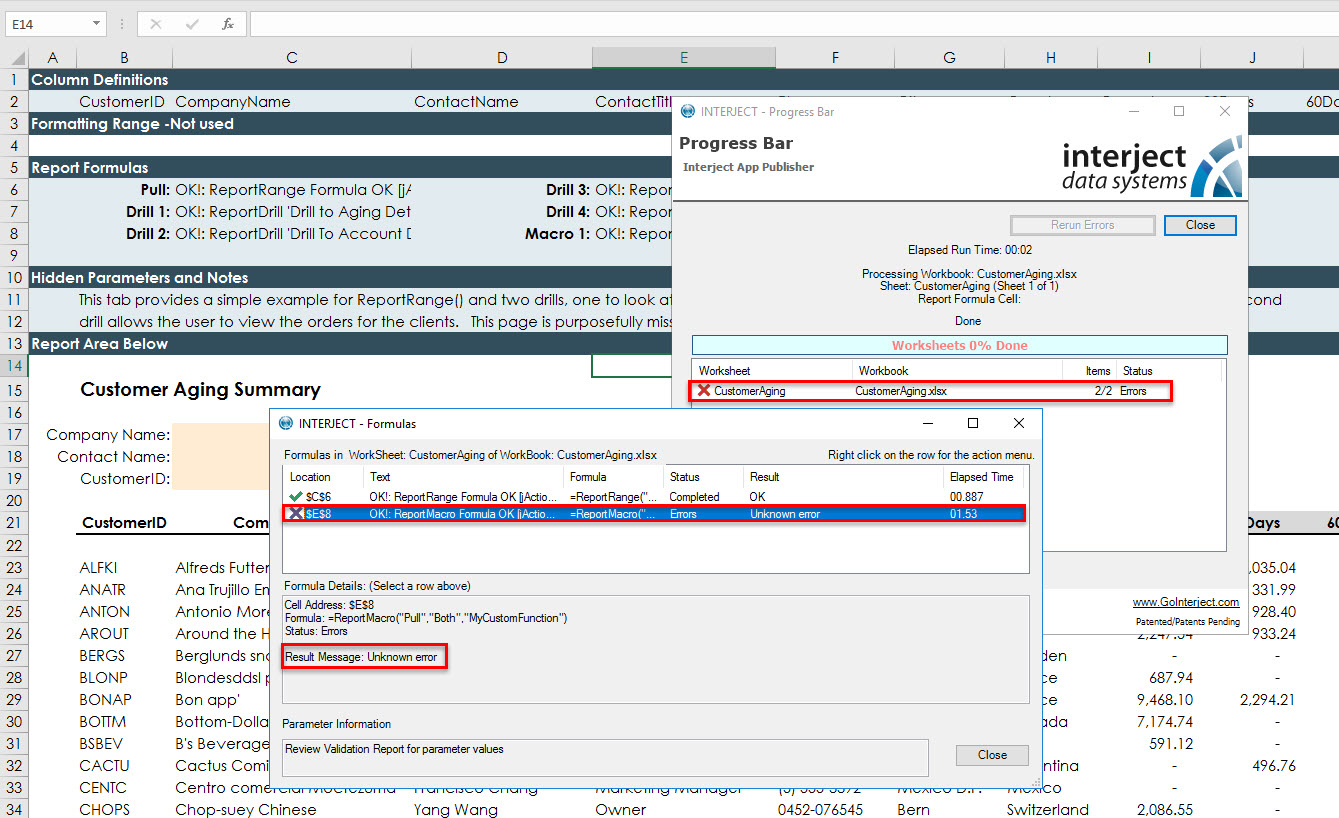 E14
fx
A B C D E F G H I J
1 Column Definitions
2 CustomerID CompanyName ContactName
3 Formatting Range -Not used
4
5 Report Formulas
6 Pull: OK!: ReportRange Formula OK [jA Drill 3: OK!: Repor
7 Drill 1: OK!: ReportDrill 'Drill to Aging Det Drill 4: OK!: Repor
8 Drill 2: OK!: ReportDrill 'Drill To Account D Macro 1: OK!: Repor
9
10 Hidden Parameters and Notes
11 This tab provides a simple example for ReportRange() and two drills, one to look at cond
12 drill allows the user to view the orders for the clients. This page is purposefully miss
13 Report Area Below
14
15 Customer Aging Summary
16
17 Company Name:
18 Contact Name:
19 CustomerID:
20
21 CustomerID Com Days 60
22
23 ALFKI Alfreds Futter ,035.04
24 ANATR Ana Trujillo En 331.99
25 ANTON Antonio More 928.40
26 AROUT Around the H 933.24
27 BERGS Berglunds sna den - -
28 BLONP Blondesddsl p ce 687.94 -
29 BONAP Bon app' ce 9,468.10 2,294.21
30 BOTTM Bottom-Dolla ada 7,174.74 -
31 BSBEV B's Beverage 591.12 -
32 CACTU Cactus Comi ntina - 496.76
33 CENTC Centro comercial Moctezuma Francisco Chang Marketing Manager Mexico - -
34 CHOPS Chop-suey Chinese Yang Wang Owner 0452-076545 Bern Switzerland 2,086.55 -
INTERJECT - Progress Bar
Progress Bar
Interject App Publisher
interject
data systems
Rerun Errors Close
Elapsed Run Time: 00:02
Processing Workbook: CustomerAging.xlsx
Sheet: CustomerAging (Sheet 1 of 1)
Report Formula Cell:
Done
Worksheets 0% Done
Worksheet Workbook Items Status
CustomerAging CustomerAging.xlsx 2/2 Errors
www.GoInterject.com
Patented/Patents Pending
INTERJECT - Formulas
Formulas in WorkSheet: CustomerAging of WorkBook: CustomerAging.xlsx Right click on the row for the action menu.
Location Text Formula Status Result Elapsed Time
$C$6 OK!: ReportRange Formula OK [jActio... =ReportRange("... Completed OK 00.887
$E$8 OK!: ReportMacro Formula OK [jActio... =ReportMacro("... Errors Unknown error 01.53
Formula Details: (Select a row above)
Cell Address: $E$8
Formula: =ReportMacro("Pull","Both","MyCustomFunction")
Status: Errors
Result Message: Unknown error
Parameter Information
Review Validation Report for parameter values
Close